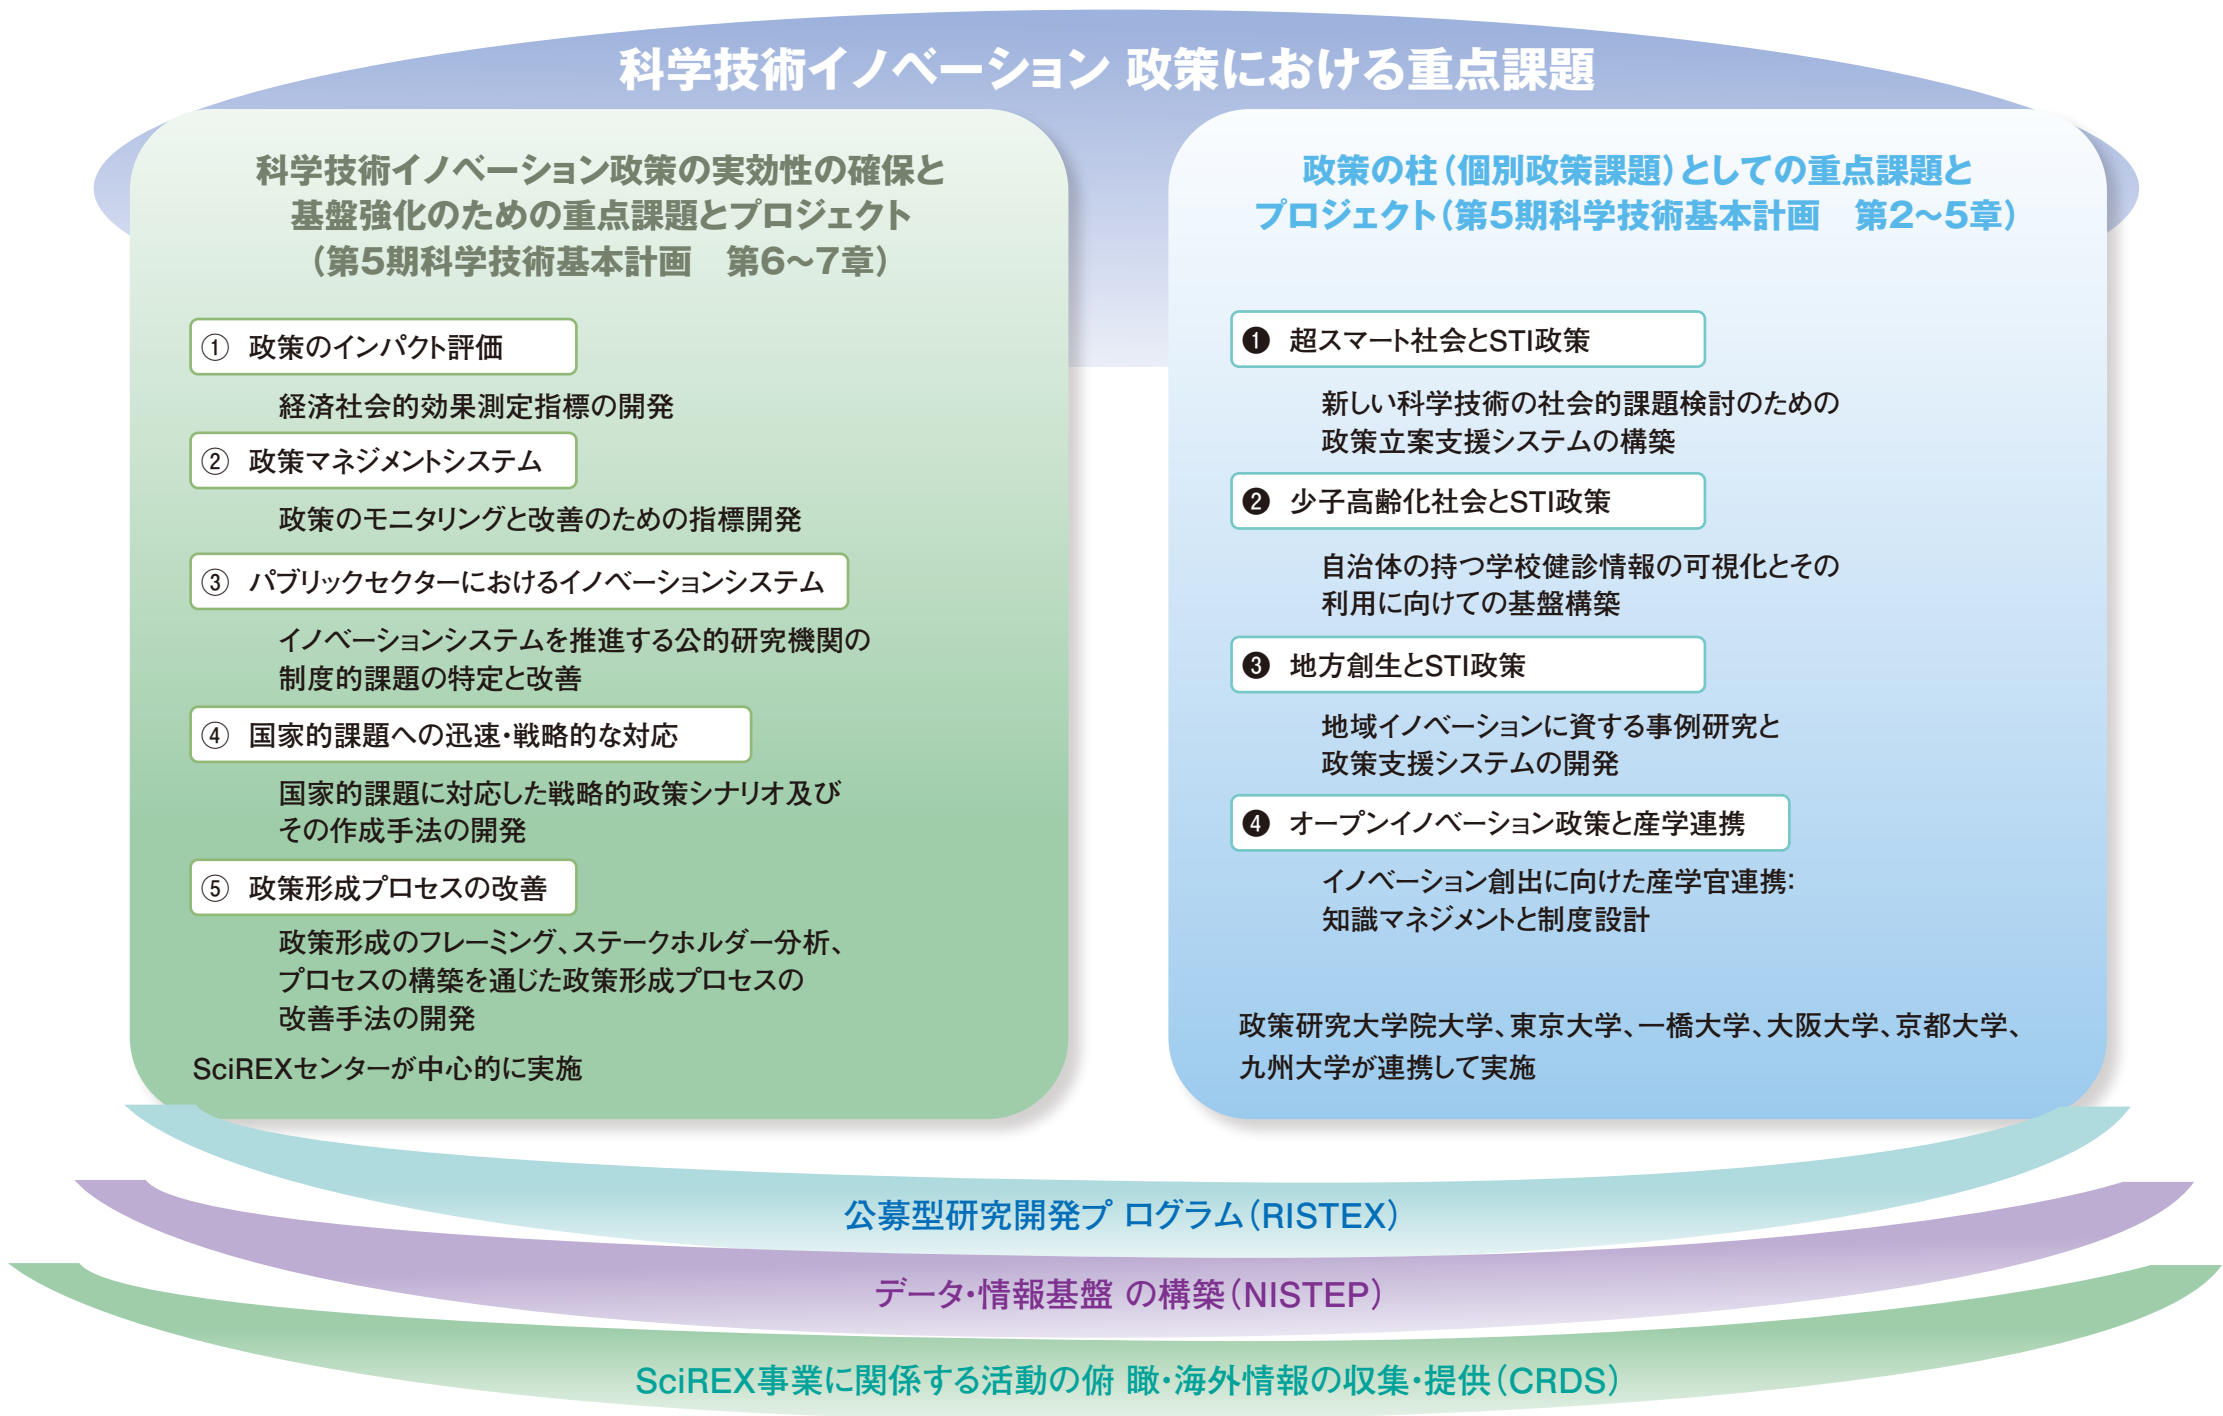 科学技術イノベーション 政策における重点課題
科学技術イノベーション政策の実効性の確保と
基盤強化のための重点課題とプロジェクト
（第5期科学技術基本計画　第6〜7章）
① 政策のインパクト評価
経済社会的効果測定指標の開発
② 政策マネジメントシステム
政策のモニタリングと改善のための指標開発
③ パブリックセクターにおけるイノベーションシステム
イノベーションシステムを推進する公的研究機関の
制度的課題の特定と改善
④ 国家的課題への迅速・戦略的な対応
国家的課題に対応した戦略的政策シナリオ及び
その作成手法の開発
⑤ 政策形成プロセスの改善
政策形成のフレーミング、ステークホルダー分析、
プロセスの構築を通じた政策形成プロセスの
改善手法の開発
SciREXセンターが中心的に実施
政策の柱（個別政策課題）としての重点課題と
プロジェクト（第5期科学技術基本計画　第2〜5章）
❶ 超スマート社会とSTI政策
新しい科学技術の社会的課題検討のための
政策立案支援システムの構築
❷ 少子高齢化社会とSTI政策
自治体の持つ学校健診情報の可視化とその
利用に向けての基盤構築
❸ 地方創生とSTI政策
地域イノベーションに資する事例研究と
政策支援システムの開発
❹ オープンイノベーション政策と産学連携
イノベーション創出に向けた産学官連携：
知識マネジメントと制度設計
政策研究大学院大学、東京大学、一橋大学、大阪大学、京都大学、
九州大学が連携して実施
公募型研究開発プ ログラム（RISTEX）
データ・情報基盤 の構築（NISTEP）
SciREX事業に関係する活動の俯 瞰・海外情報の収集・提供（CRDS）